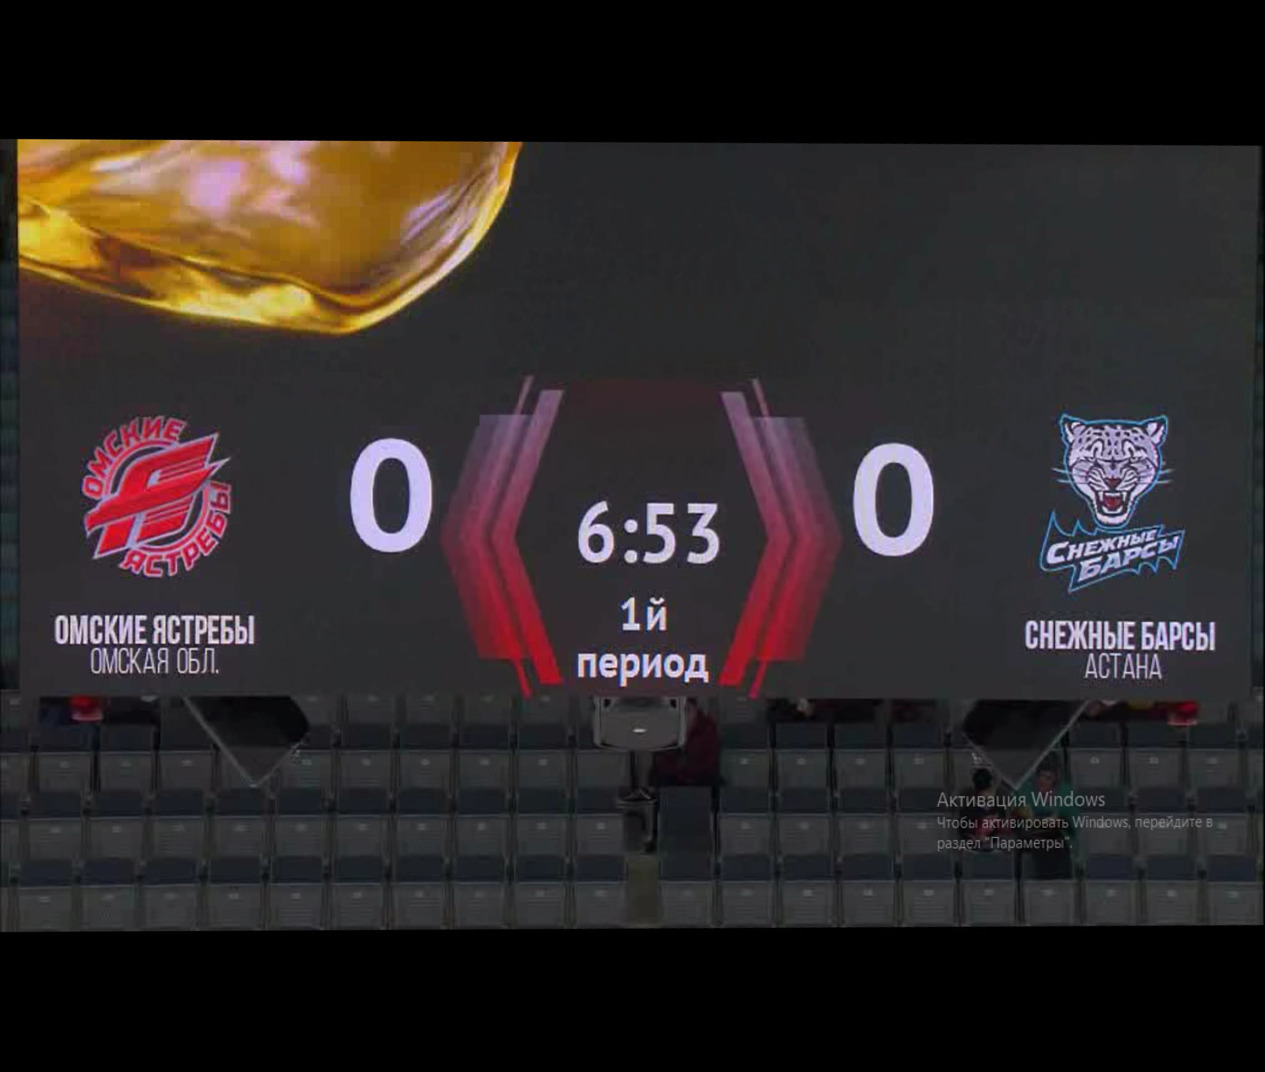 0
0
6:53
1й
период
ОМСКИЕ
ЯСТРЕБЫ
СНЕЖНЫЕ
БАРСЫ
ОМСКИЕ ЯСТРЕБЫ
ОМСКАЯ ОБЛ.
СНЕЖНЫЕ БАРСЫ
АСТАНА
Активация Windows
Чтобы активировать Windows, перейдите в
раздел "Параметры".